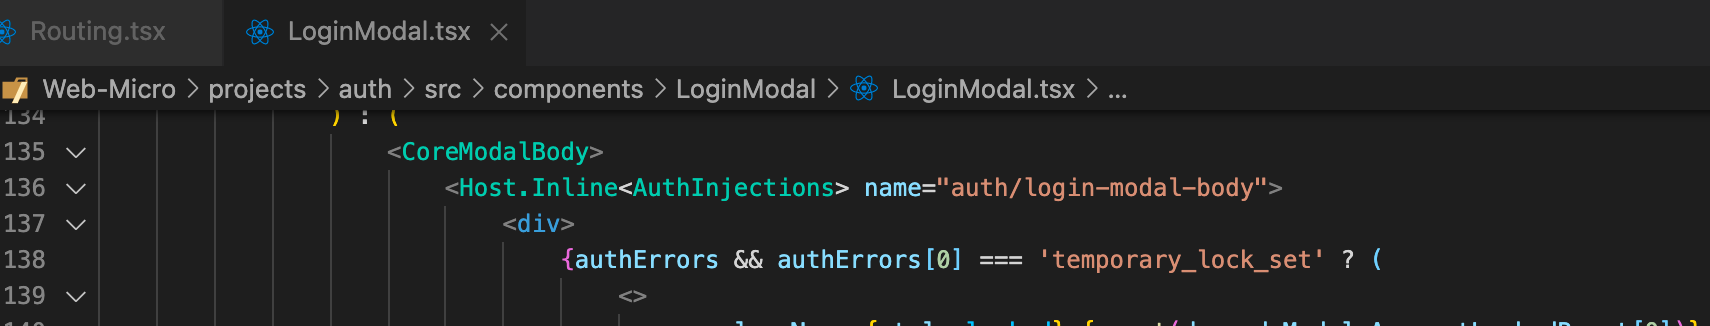 Routing.tsx LoginModal.tsx
Web-Micro > projects > auth > src > components > LoginModal > LoginModal.tsx > ...
134 ) : (
135 <CoreModalBody>
136 <Host.Inline<AuthInjections> name="auth/login-modal-body">
137 <div>
138 {authErrors && authErrors[0] === 'temporary_lock_set' ? (
139 <>